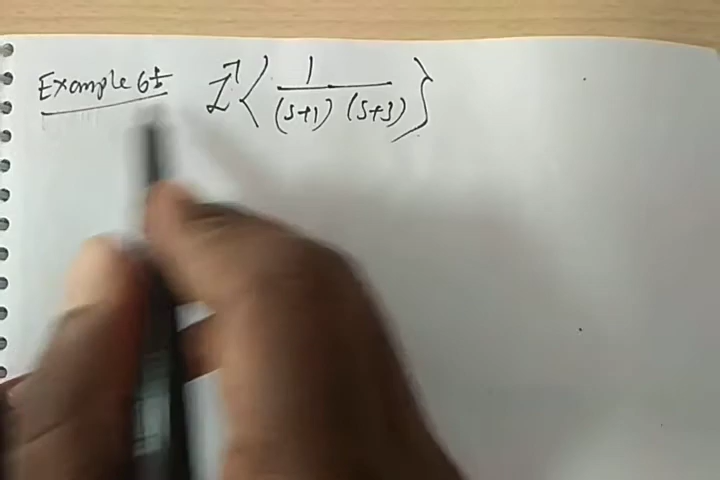 Example 6:- L⁻¹{ 1 / (s+1) (s+3) }